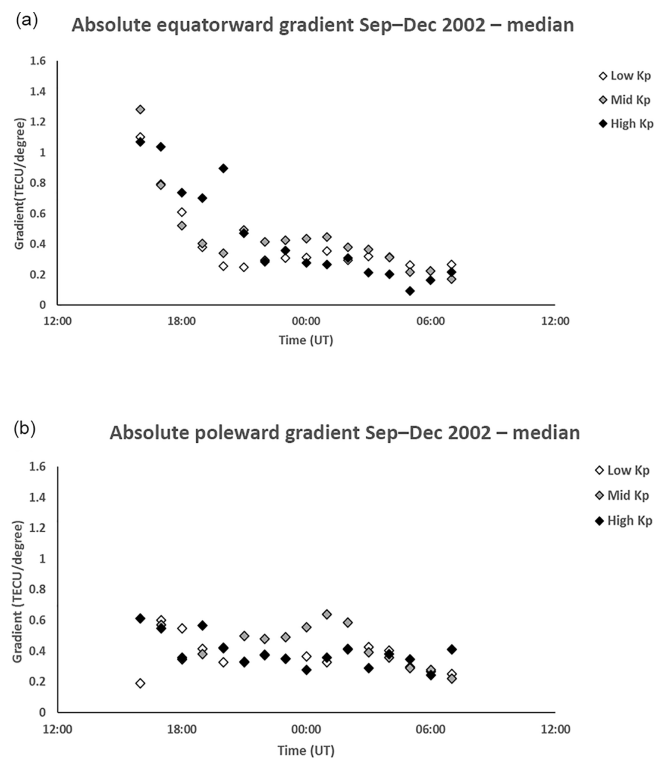 (a)
Absolute equatorward gradient Sep–Dec 2002 – median
1.6
1.4
1.2
1
0.8
0.6
0.4
0.2
0
Gradient(TECU/degree)
12:00 18:00 00:00 06:00 12:00
Time (UT)
Low Kp
Mid Kp
High Kp
(b)
Absolute poleward gradient Sep–Dec 2002 – median
1.6
1.4
1.2
1
0.8
0.6
0.4
0.2
0
Gradient (TECU/degree)
12:00 18:00 00:00 06:00 12:00
Time (UT)
Low Kp
Mid Kp
High Kp